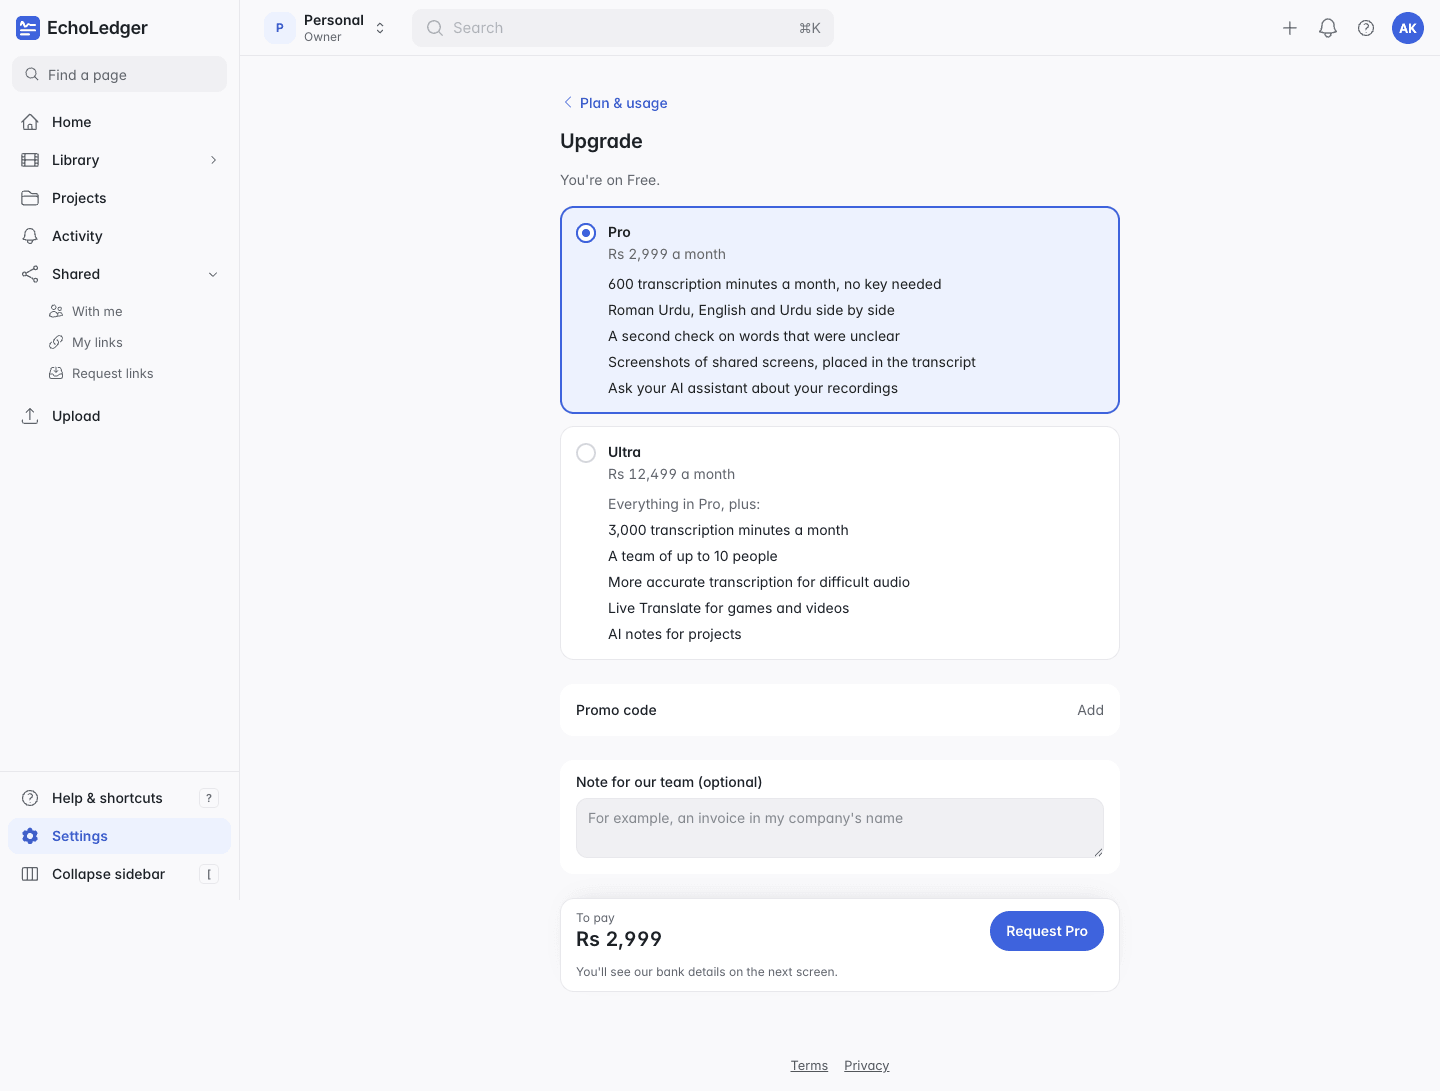 EchoLedger
Find a page
Home
Library
Projects
Activity
Shared
With me
My links
Request links
Upload
Help & shortcuts ?
Settings
Collapse sidebar [
P Personal
Owner
Search ⌘K
AK
Plan & usage
Upgrade
You're on Free.
Pro
Rs 2,999 a month
600 transcription minutes a month, no key needed
Roman Urdu, English and Urdu side by side
A second check on words that were unclear
Screenshots of shared screens, placed in the transcript
Ask your AI assistant about your recordings
Ultra
Rs 12,499 a month
Everything in Pro, plus:
3,000 transcription minutes a month
A team of up to 10 people
More accurate transcription for difficult audio
Live Translate for games and videos
AI notes for projects
Promo code Add
Note for our team (optional)
For example, an invoice in my company's name
To pay
Rs 2,999
Request Pro
You'll see our bank details on the next screen.
Terms Privacy